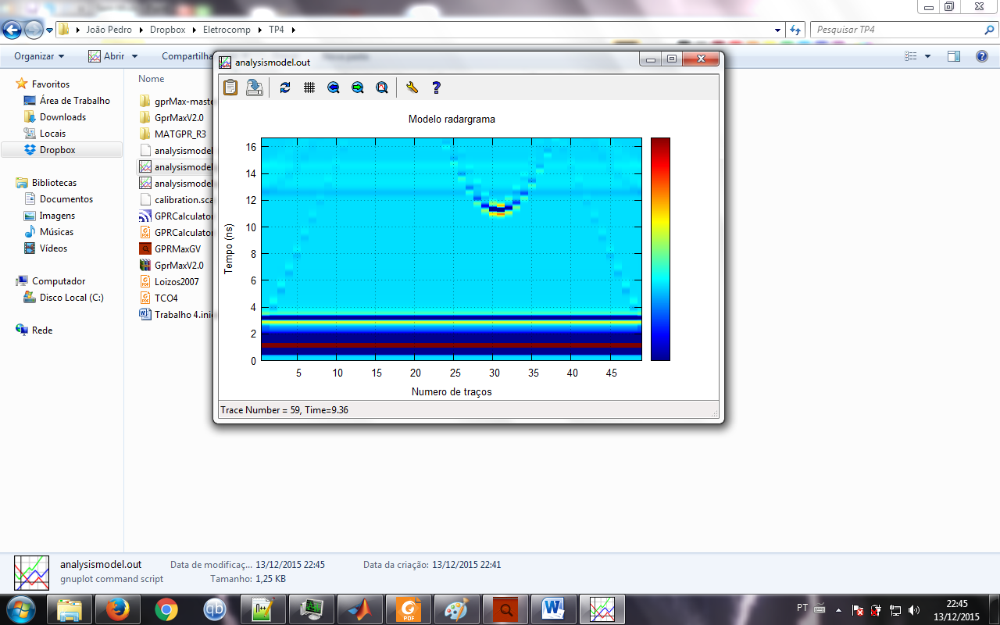 João Pedro Dropbox Eletrocomp TP4
Pesquisar TP4
Organizar Abrir
Nome
Favoritos
Área de Trabalho
Downloads
Locais
Dropbox
Bibliotecas
Documentos
Imagens
Músicas
Vídeos
Computador
Disco Local (C:)
Rede
gprMax-maste
GprMaxV2.0
MATGPR_R3
analysismodel
analysismodel
analysismodel
calibration.sca
GPRCalculator
GPRCalculator
GPRMaxGV
GprMaxV2.0
Loizos2007
TCO4
Trabalho 4.inic
analysismodel.out
Modelo radargrama
Tempo (ns)
16
14
12
10
8
6
4
2
0
5 10 15 20 25 30 35 40 45
Numero de traços
Trace Number = 59, Time=9.36
analysismodel.out Data de modificaç... 13/12/2015 22:45 Data da criação: 13/12/2015 22:41
gnuplot command script Tamanho: 1,25 KB
PT 22:45
13/12/2015